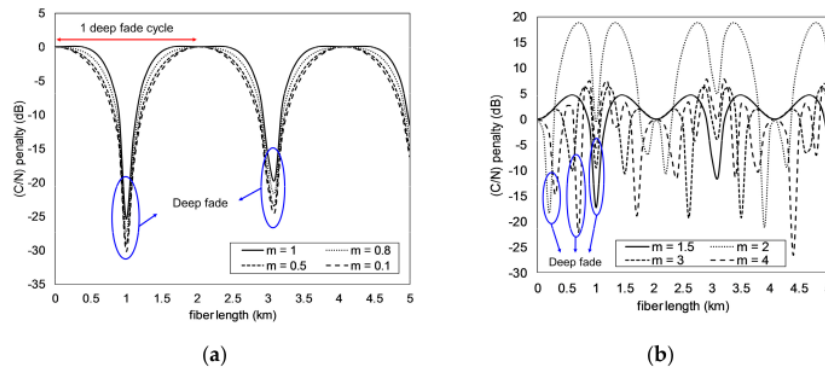 1 deep fade cycle
5
0
-5
-10
-15
-20
-25
-30
-35
(C/N) penalty (dB)
Deep fade
m = 1 m = 0.8
m = 0.5 m = 0.1
0 0.5 1 1.5 2 2.5 3 3.5 4 4.5 5
fiber length (km)
(a)
20
15
10
5
0
-5
-10
-15
-20
-25
-30
(C/N) penalty (dB)
Deep fade
m = 1.5 m = 2
m = 3 m = 4
0 0.5 1 1.5 2 2.5 3 3.5 4 4.5
fiber length (km)
(b)